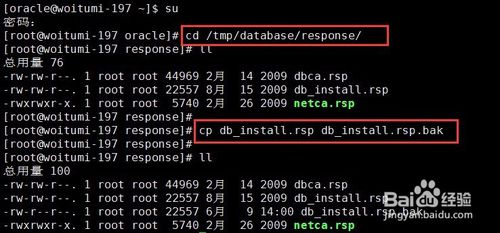 [oracle@woitumi-197 ~]$ su
密码：
[root@woitumi-197 oracle]# cd /tmp/database/response/
[root@woitumi-197 response]# ll
总用量 76
-rw-rw-r--. 1 root root 44969 2月  14 2009 dbca.rsp
-rw-rw-r--. 1 root root 22557 8月  15 2009 db_install.rsp
-rwxrwxr-x. 1 root root  5740 2月  26 2009 netca.rsp
[root@woitumi-197 response]#
[root@woitumi-197 response]# cp db_install.rsp db_install.rsp.bak
[root@woitumi-197 response]#
[root@woitumi-197 response]# ll
总用量 100
-rw-rw-r--. 1 root root 44969 2月  14 2009 dbca.rsp
-rw-rw-r--. 1 root root 22557 8月  15 2009 db_install.rsp
-rw-r--r--. 1 root root 22557 6月   9 14:00 db_install.rsp.bak
-rwxrwxr-x. 1 root root  5740 2月  26 2009 netca.rsp
Baidu 经验
jingyan.baidu.com